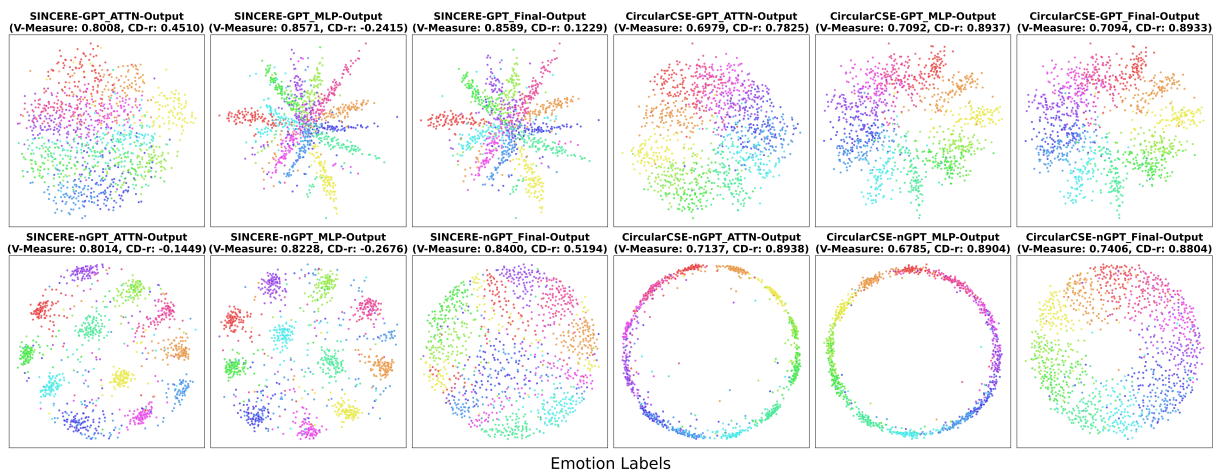 SINCERE-GPT_ATTN-Output
(V-Measure: 0.8008, CD-r: 0.4510)
SINCERE-GPT_MLP-Output
(V-Measure: 0.8571, CD-r: -0.2415)
SINCERE-GPT_Final-Output
(V-Measure: 0.8589, CD-r: 0.1229)
CircularCSE-GPT_ATTN-Output
(V-Measure: 0.6979, CD-r: 0.7825)
CircularCSE-GPT_MLP-Output
(V-Measure: 0.7092, CD-r: 0.8937)
CircularCSE-GPT_Final-Output
(V-Measure: 0.7094, CD-r: 0.8933)
SINCERE-nGPT_ATTN-Output
(V-Measure: 0.8014, CD-r: -0.1449)
SINCERE-nGPT_MLP-Output
(V-Measure: 0.8228, CD-r: -0.2676)
SINCERE-nGPT_Final-Output
(V-Measure: 0.8400, CD-r: 0.5194)
CircularCSE-nGPT_ATTN-Output
(V-Measure: 0.7137, CD-r: 0.8938)
CircularCSE-nGPT_MLP-Output
(V-Measure: 0.6785, CD-r: 0.8904)
CircularCSE-nGPT_Final-Output
(V-Measure: 0.7406, CD-r: 0.8804)
Emotion Labels